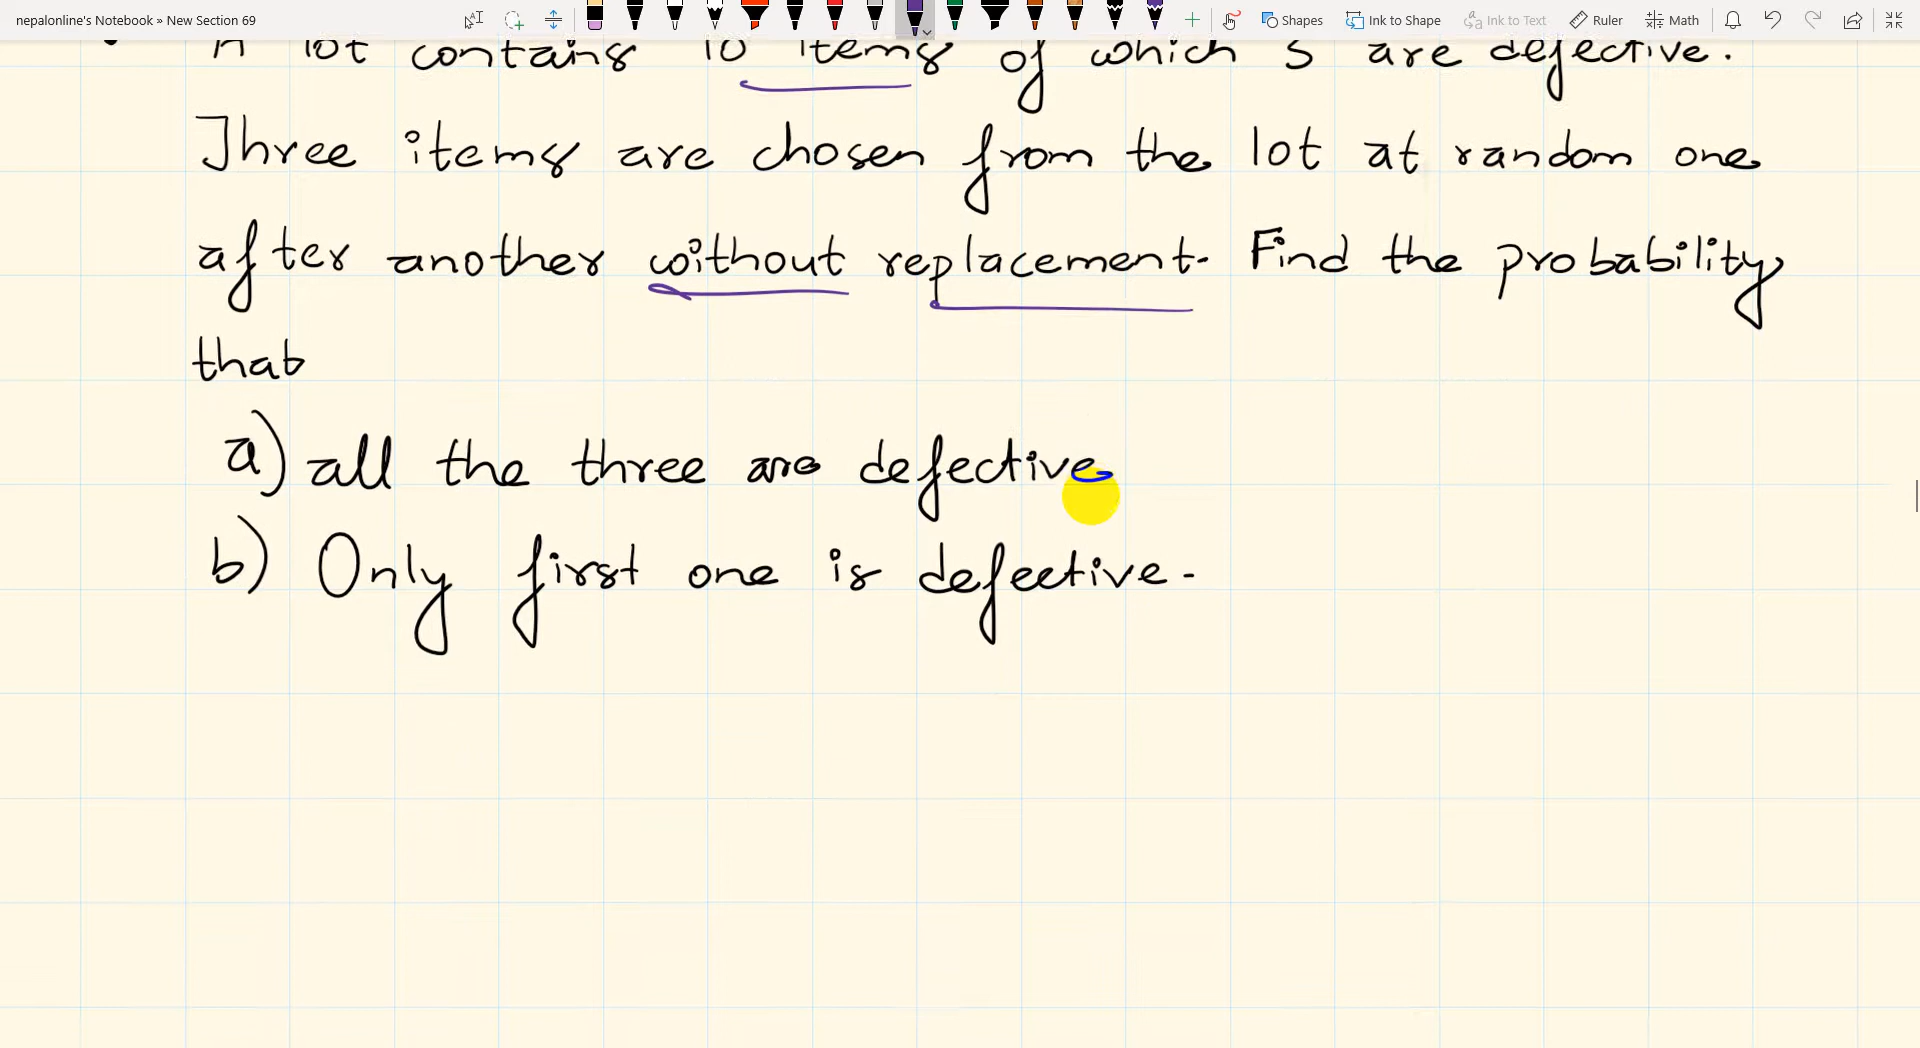 nepalonline's Notebook » New Section 69
Shapes Ink to Shape Ink to Text Ruler Math
A lot contains 10 items of which are defective.
Three items are chosen from the lot at random one
after another without replacement. Find the probability
that
a) all the three are defective
b) Only first one is defective.